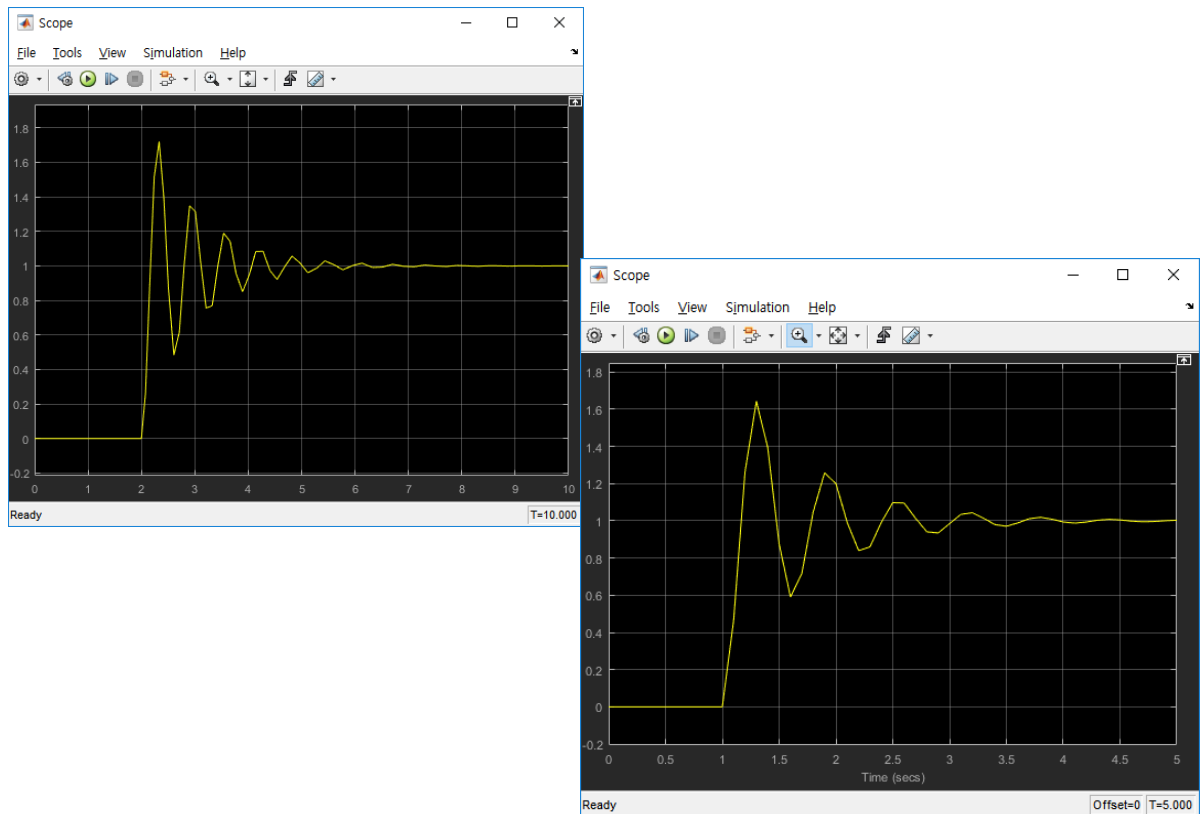 Scope
File Tools View Simulation Help
1.8
1.6
1.4
1.2
1
0.8
0.6
0.4
0.2
0
-0.2
0 1 2 3 4 5 6 7 8 9 10
Ready T=10.000
Scope
File Tools View Simulation Help
1.8
1.6
1.4
1.2
1
0.8
0.6
0.4
0.2
0
-0.2
0 0.5 1 1.5 2 2.5 3 3.5 4 4.5 5
Time (secs)
Ready Offset=0 T=5.000